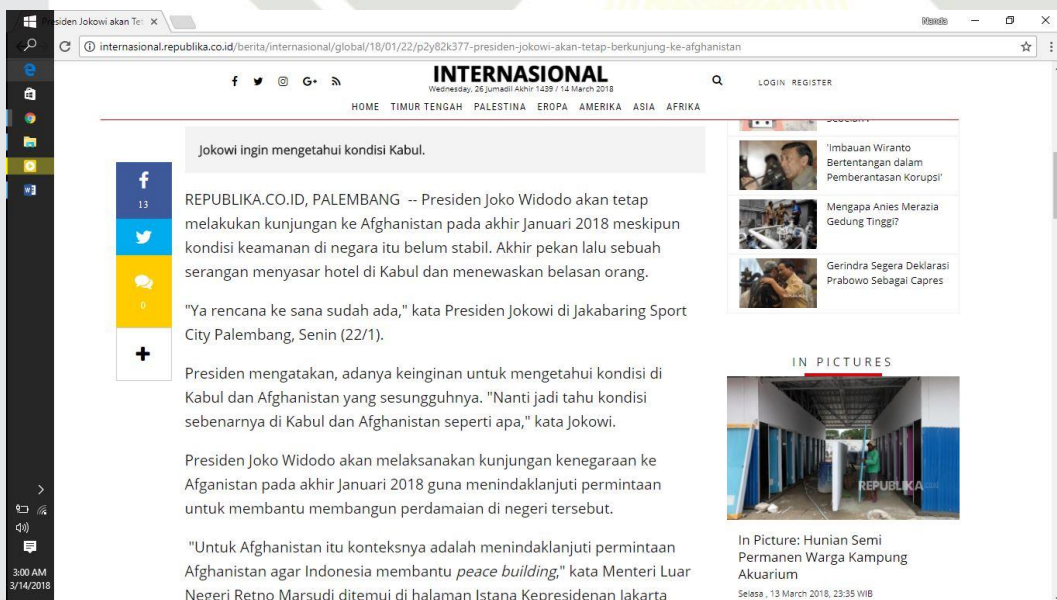 Presiden Jokowi akan Tet
internasional.republika.co.id/berita/internasional/global/18/01/22/p2y82k377-presiden-jokowi-akan-tetap-berkunjung-ke-afghanistan
INTERNASIONAL
Wednesday, 26 Jumadil Akhir 1439 / 14 March 2018
LOGIN REGISTER
HOME TIMUR TENGAH PALESTINA EROPA AMERIKA ASIA AFRIKA
Jokowi ingin mengetahui kondisi Kabul.
13
0
REPUBLIKA.CO.ID, PALEMBANG -- Presiden Joko Widodo akan tetap
melakukan kunjungan ke Afghanistan pada akhir Januari 2018 meskipun
kondisi keamanan di negara itu belum stabil. Akhir pekan lalu sebuah
serangan menyasar hotel di Kabul dan menewaskan belasan orang.
"Ya rencana ke sana sudah ada," kata Presiden Jokowi di Jakabaring Sport
City Palembang, Senin (22/1).
Presiden mengatakan, adanya keinginan untuk mengetahui kondisi di
Kabul dan Afghanistan yang sesungguhnya. "Nanti jadi tahu kondisi
sebenarnya di Kabul dan Afghanistan seperti apa," kata Jokowi.
Presiden Joko Widodo akan melaksanakan kunjungan kenegaraan ke
Afganistan pada akhir Januari 2018 guna menindaklanjuti permintaan
untuk membantu membangun perdamaian di negeri tersebut.
"Untuk Afghanistan itu konteksnya adalah menindaklanjuti permintaan
Afghanistan agar Indonesia membantu peace building," kata Menteri Luar
Negeri Retno Marsudi ditemui di halaman Istana Kepresidenan Jakarta
'Imbauan Wiranto
Bertentangan dalam
Pemberantasan Korupsi'
Mengapa Anies Merazia
Gedung Tinggi?
Gerindra Segera Deklarasi
Prabowo Sebagai Capres
IN PICTURES
REPUBLIKA
In Picture: Hunian Semi
Permanen Warga Kampung
Akuarium
Selasa , 13 March 2018, 23:35 WIB
3:00 AM
3/14/2018